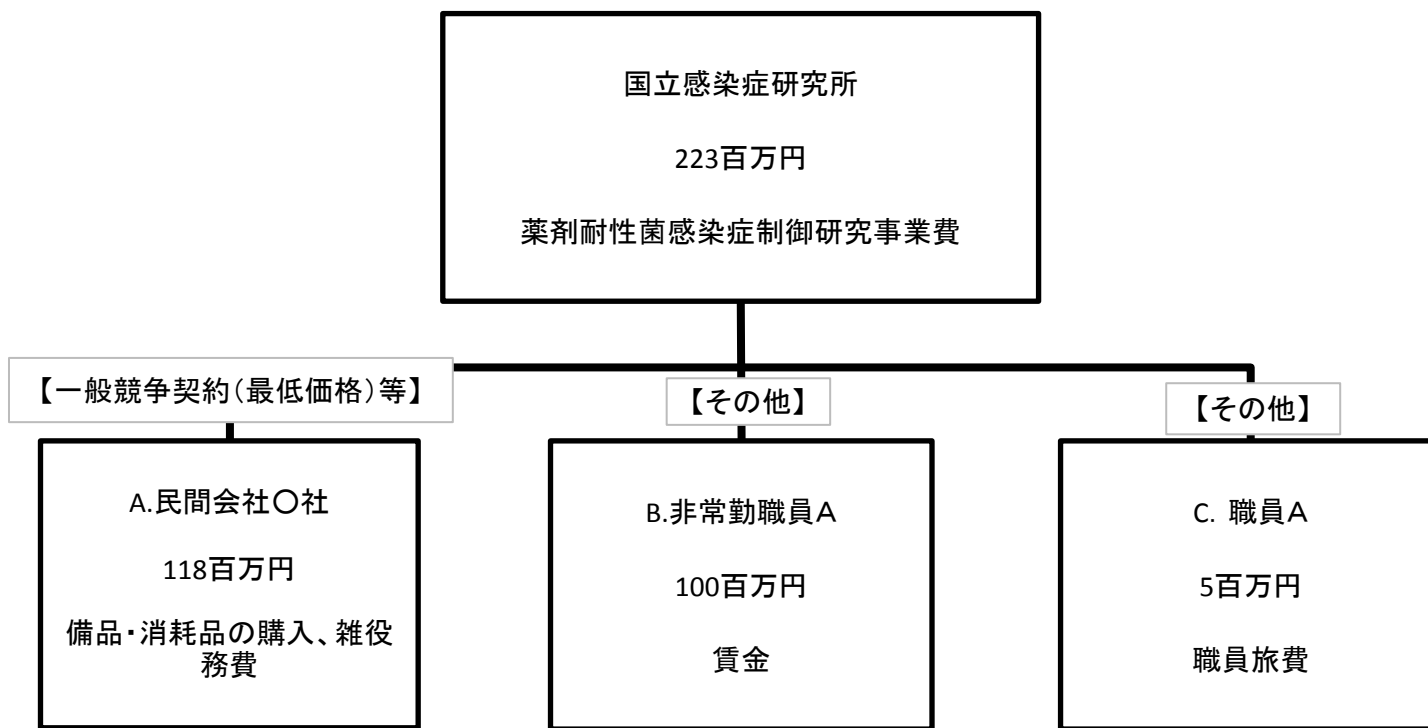 国立感染症研究所
223百万円
薬剤耐性菌感染症制御研究事業費
【一般競争契約(最低価格)等】
【その他】
【その他】
A.民間会社〇社
118百万円
備品・消耗品の購入、雑役
務費
B.非常勤職員A
100百万円
賃金
C. 職員A
5百万円
職員旅費